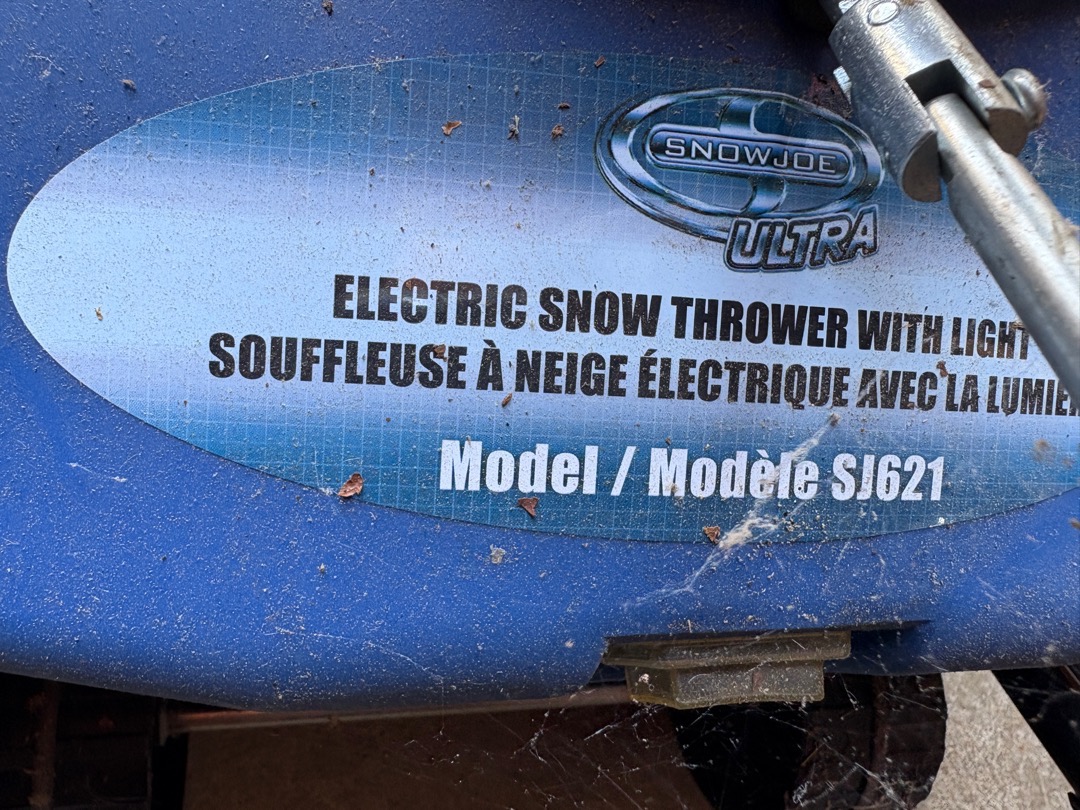 SNOWJOE
ULTRA
ELECTRIC SNOW THROWER WITH LIGHT
SOUFFLEUSE À NEIGE ÉLECTRIQUE AVEC LA
Model / Modèle SJ621